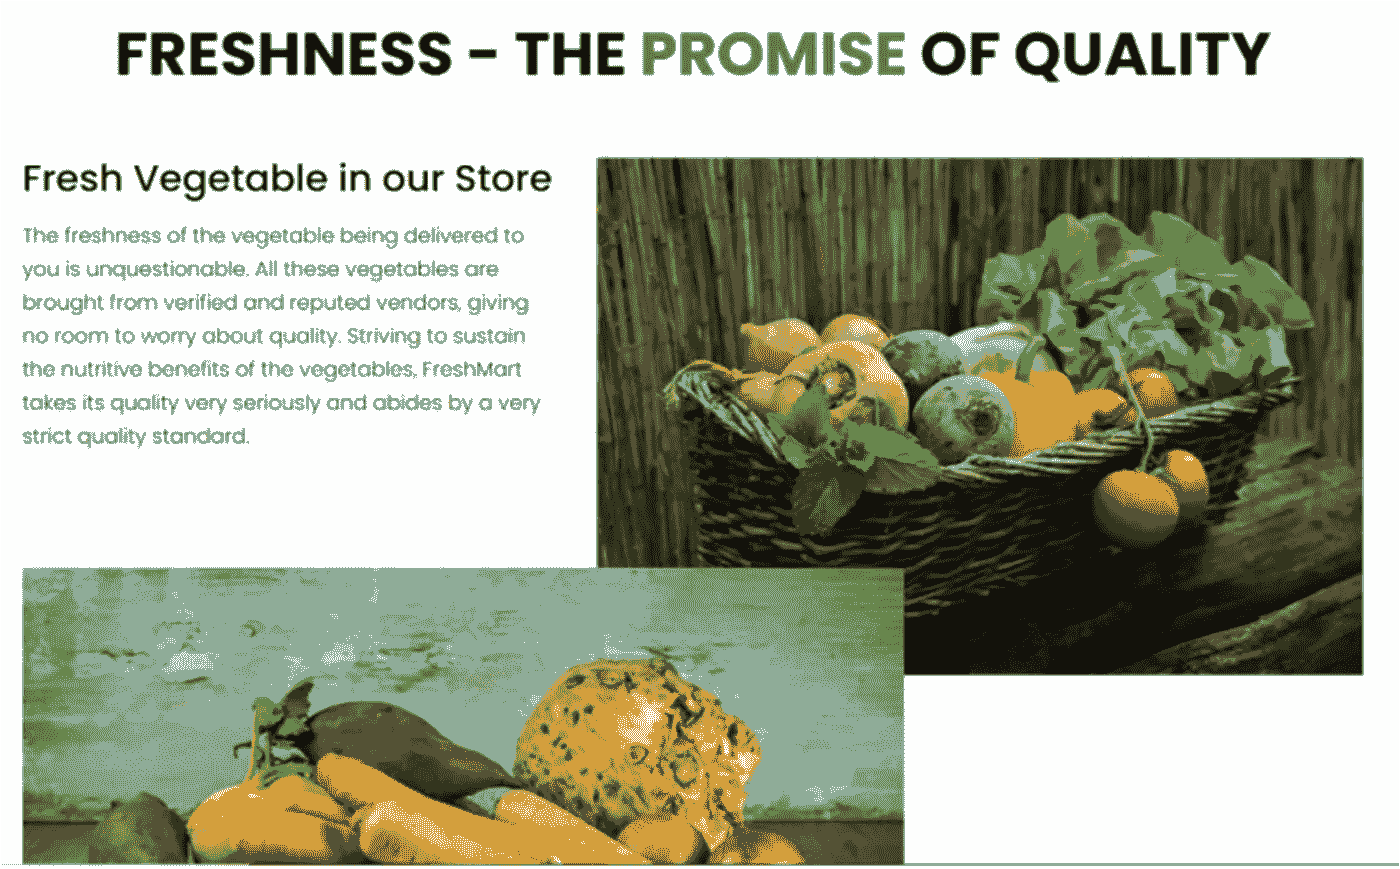 FRESHNESS - THE PROMISE OF QUALITY
Fresh Vegetable in our Store
The freshness of the vegetable being delivered to
you is unquestionable. All these vegetables are
brought from verified and reputed vendors, giving
no room to worry about quality. Striving to sustain
the nutritive benefits of the vegetables, FreshMart
takes its quality very seriously and abides by a very
strict quality standard.